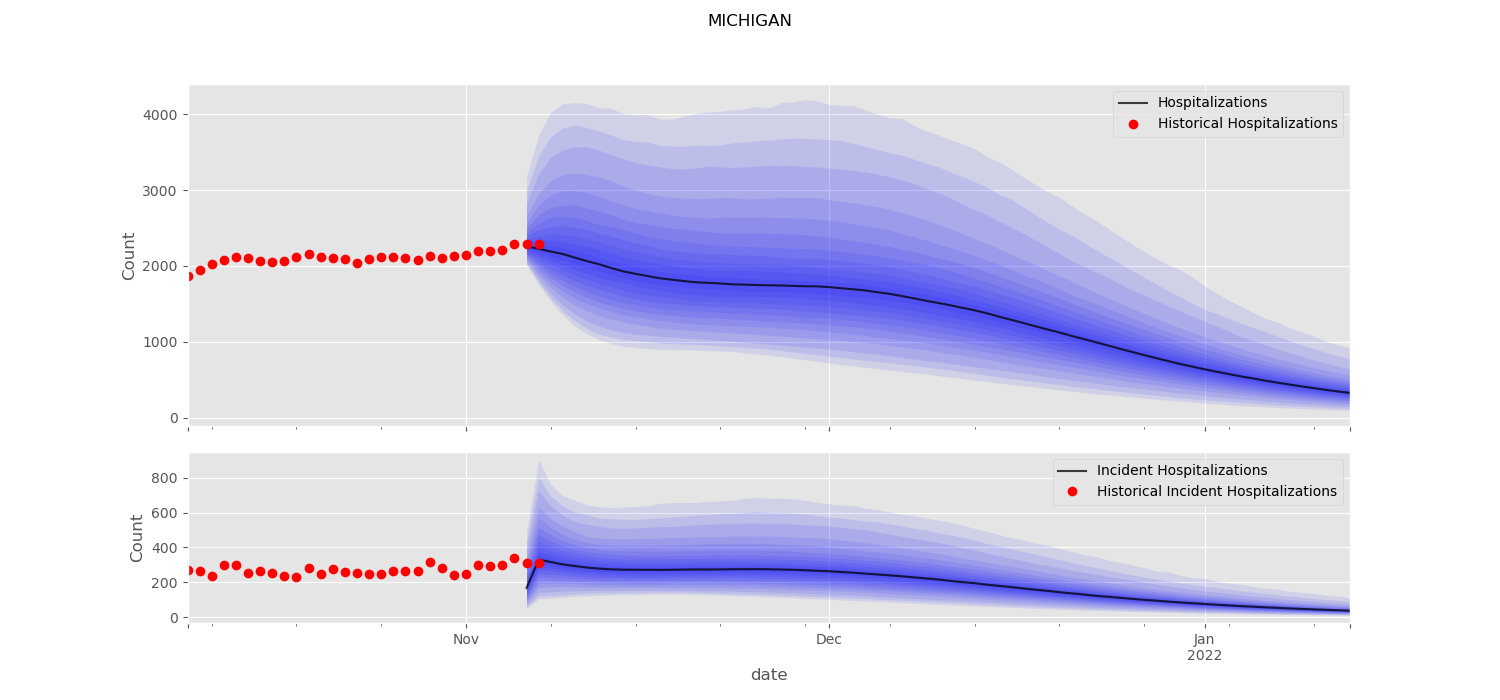 MICHIGAN
Hospitalizations
Historical Hospitalizations
4000
3000
2000
1000
0
Count
Incident Hospitalizations
Historical Incident Hospitalizations
800
600
400
200
0
Count
Nov
Dec
Jan
2022
date